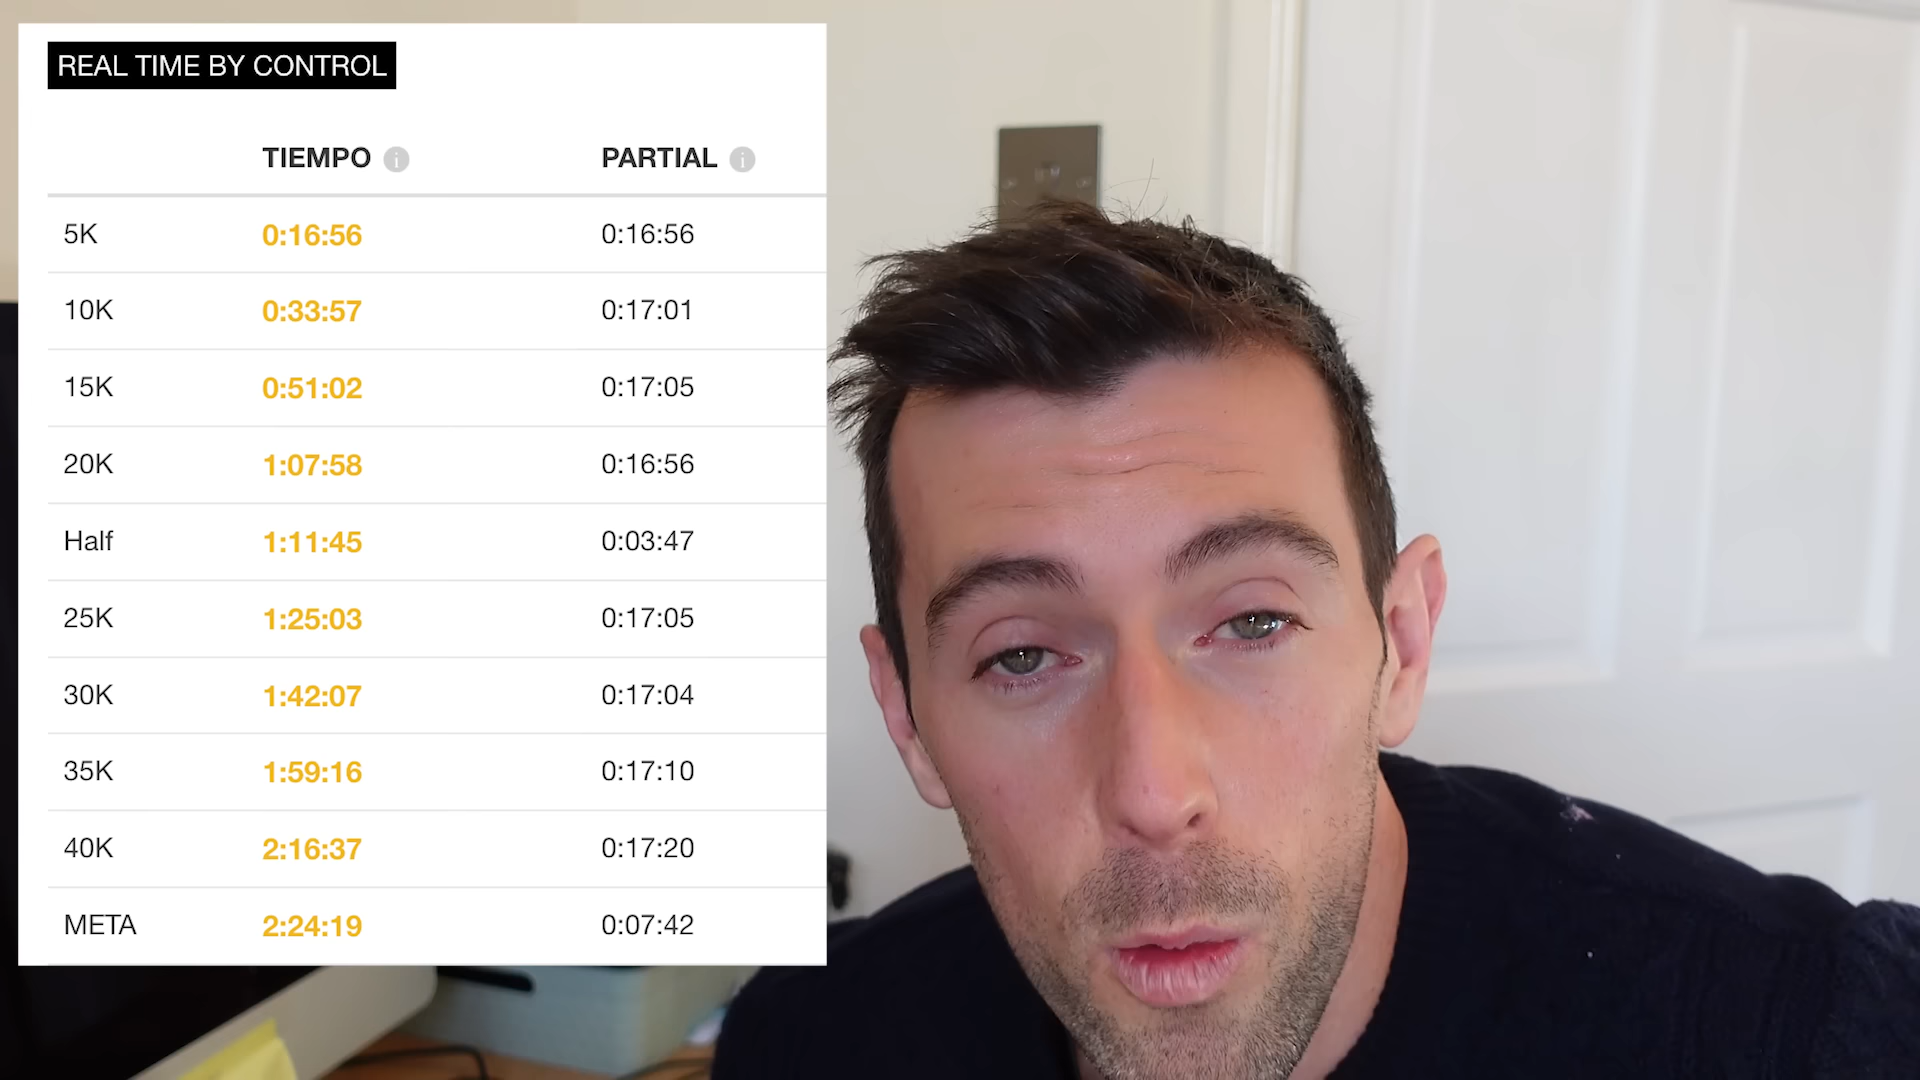 REAL TIME BY CONTROL
TIEMPO i PARTIAL i
5K 0:16:56 0:16:56
10K 0:33:57 0:17:01
15K 0:51:02 0:17:05
20K 1:07:58 0:16:56
Half 1:11:45 0:03:47
25K 1:25:03 0:17:05
30K 1:42:07 0:17:04
35K 1:59:16 0:17:10
40K 2:16:37 0:17:20
META 2:24:19 0:07:42